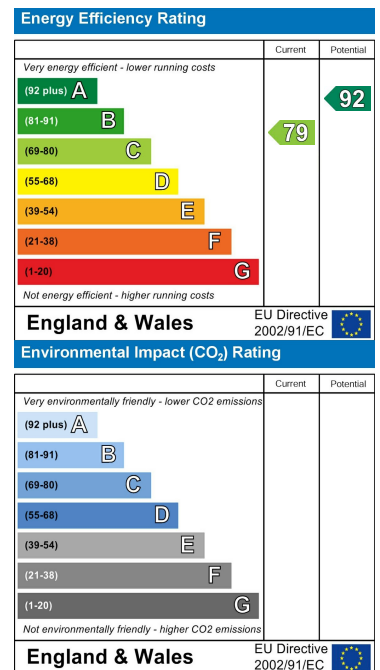 Energy Efficiency Rating
Current Potential
Very energy efficient - lower running costs
(92 plus) A
92
(81-91) B
79
(69-80) C
(55-68) D
(39-54) E
(21-38) F
(1-20) G
Not energy efficient - higher running costs
England & Wales
EU Directive
2002/91/EC
Environmental Impact (CO₂) Rating
Current Potential
Very environmentally friendly - lower CO2 emissions
(92 plus) A
(81-91) B
(69-80) C
(55-68) D
(39-54) E
(21-38) F
(1-20) G
Not environmentally friendly - higher CO2 emissions
England & Wales
EU Directive
2002/91/EC